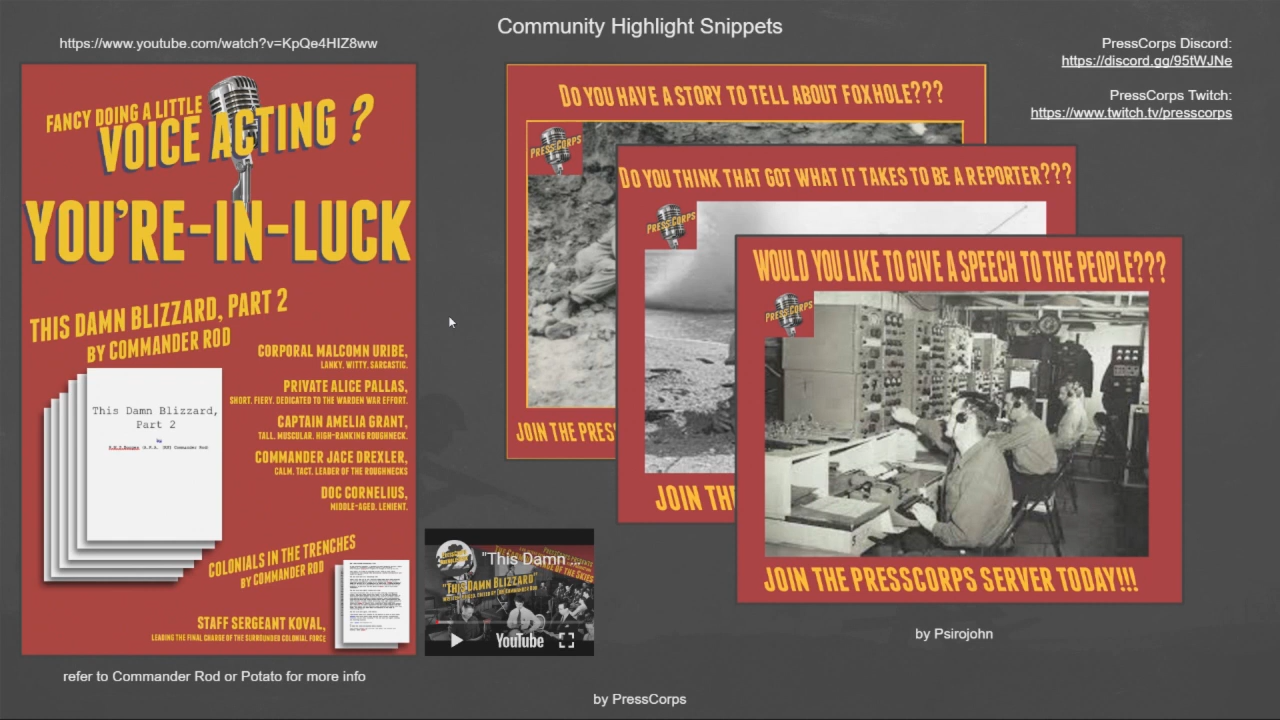 Community Highlight Snippets
https://www.youtube.com/watch?v=KpQe4HIZ8ww
PressCorps Discord:
https://discord.gg/95tWJNe
PressCorps Twitch:
https://www.twitch.tv/presscorps
FANCY DOING A LITTLE
VOICE ACTING ?
YOU'RE-IN-LUCK
THIS DAMN BLIZZARD, PART 2
BY COMMANDER ROD
CORPORAL MALCOMN URIBE,
LANKY. WITTY. SARCASTIC.
PRIVATE ALICE PALLAS,
SHORT. FIERY. DEDICATED TO THE WARDEN WAR EFFORT.
CAPTAIN AMELIA GRANT,
TALL. MUSCULAR. HIGH-RANKING ROUGHNECK.
COMMANDER JACE DREXLER,
CALM. TACT. LEADER OF THE ROUGHNECKS
DOC CORNELIUS,
MIDDLE-AGED. LENIENT.
This Damn Blizzard,
Part 2
by
(A.K.A. [RR] Commander Rod)
COLONIALS IN THE TRENCHES
BY COMMANDER ROD
STAFF SERGEANT KOVAL,
LEADING THE FINAL CHARGE OF THE SURROUNDED COLONIAL FORCE
refer to Commander Rod or Potato for more info
"This Damn ...
"THIS DAMN BLIZZARD"
YouTube
DO YOU HAVE A STORY TO TELL ABOUT FOXHOLE???
PRESSCORPS
JOIN THE PRES
DO YOU THINK THAT GOT WHAT IT TAKES TO BE A REPORTER???
PRESSCORPS
JOIN TH
WOULD YOU LIKE TO GIVE A SPEECH TO THE PEOPLE???
PRESSCORPS
JOIN THE PRESSCORPS SERVER TODAY!!!
by Psirojohn
by PressCorps